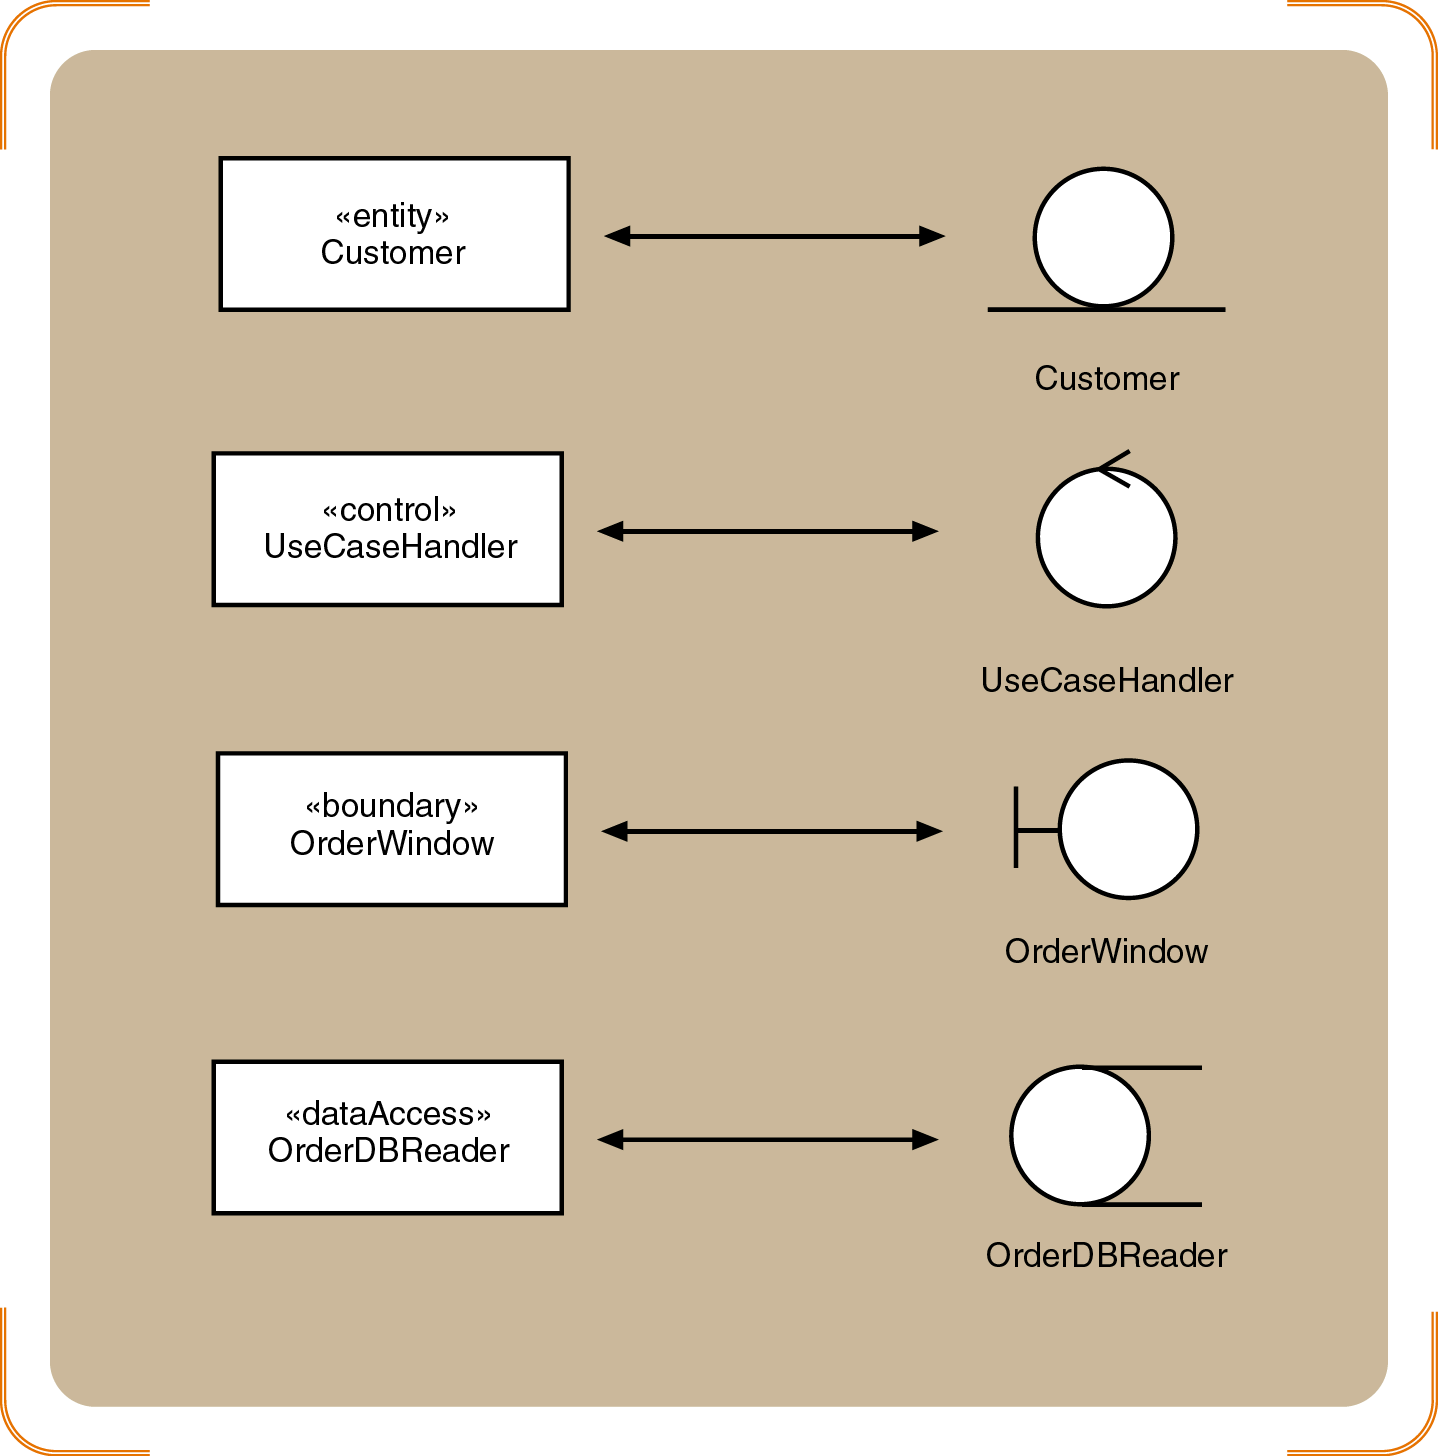 «entity»
Customer
Customer
«control»
UseCaseHandler
UseCaseHandler
«boundary»
OrderWindow
OrderWindow
«dataAccess»
OrderDBReader
OrderDBReader